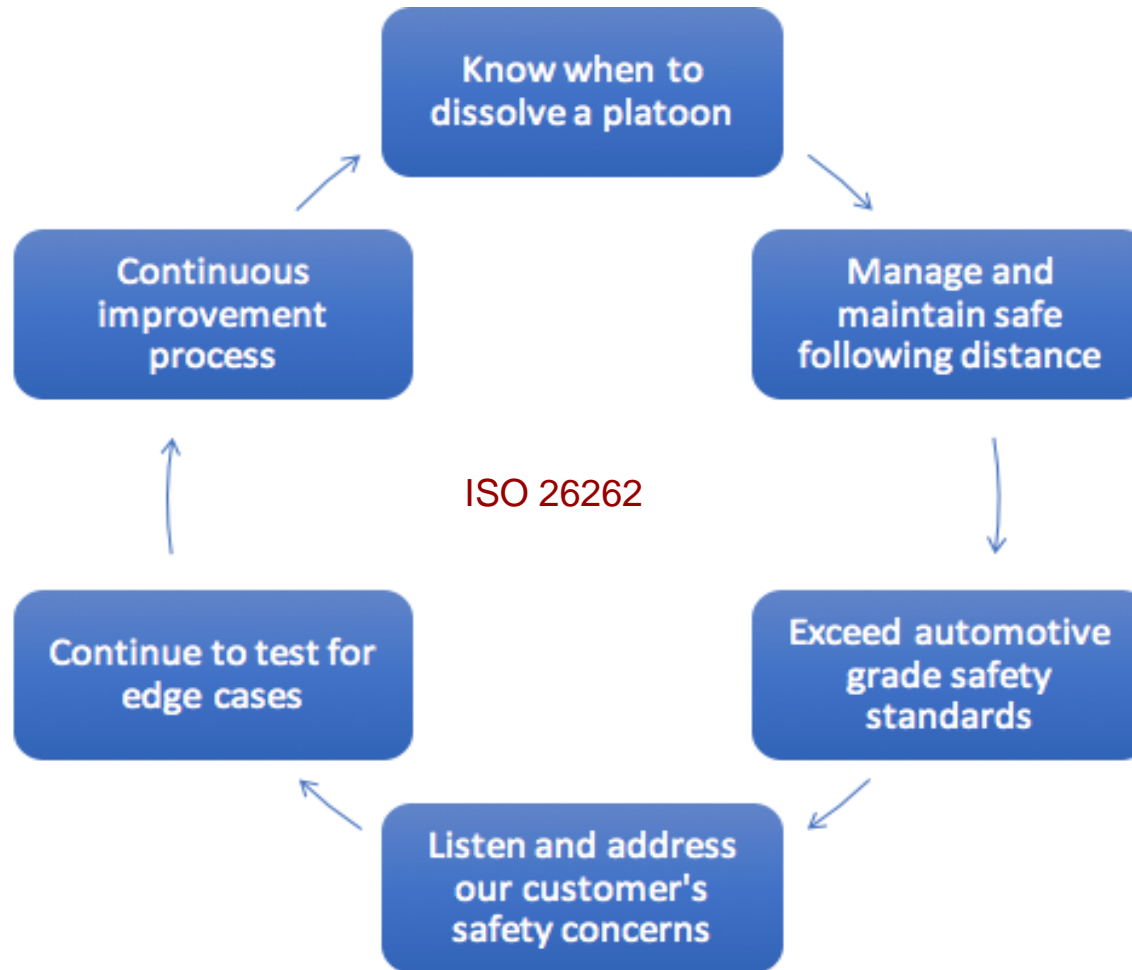 Know when to
dissolve a platoon
Manage and
maintain safe
following distance
Exceed automotive
grade safety
standards
Listen and address
our customer's
safety concerns
Continue to test for
edge cases
Continuous
improvement
process
ISO 26262